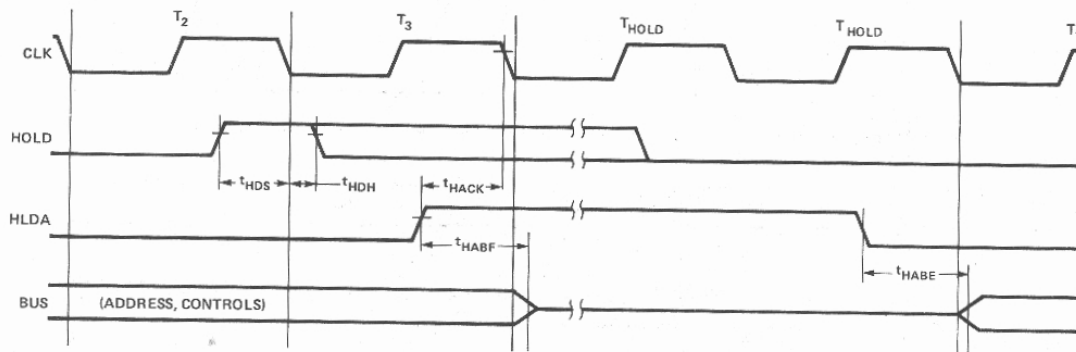 T2 T3 THOLD THOLD T
CLK
HOLD
tHDS tHDH tHACK
HLDA
tHABF tHABE
BUS (ADDRESS, CONTROLS)